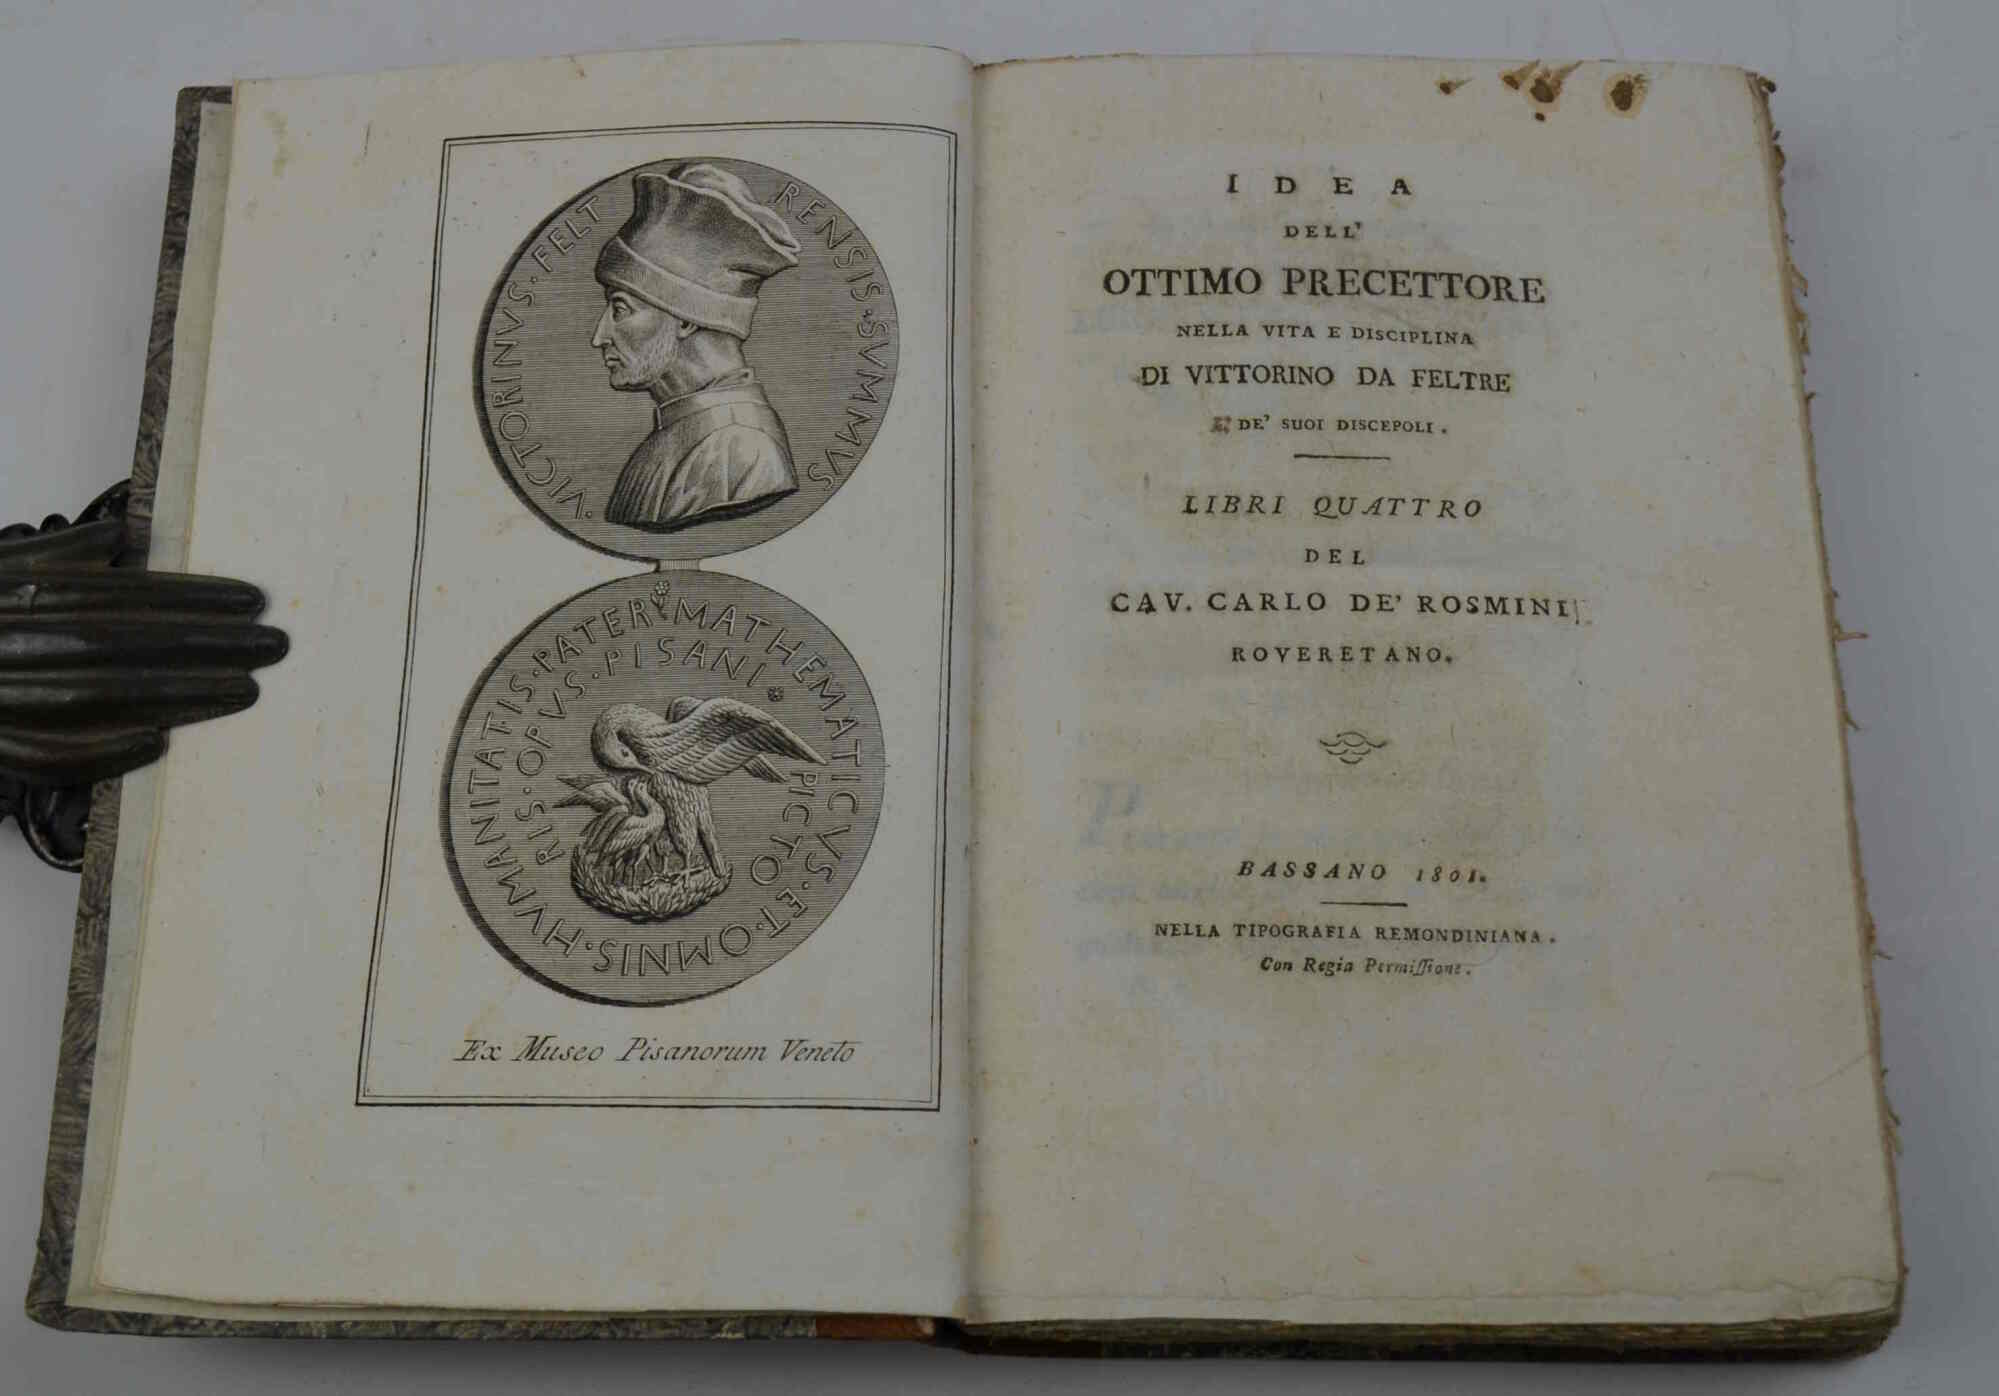 ·VICTORINVS·FELTRENSIS·SVMMVS
HVMANITATIS·PATER MATHEMATICVS·ET·OMNIS·
·OPVS·PISANI PICTORIS·
Ex Museo Pisanorum Veneto
IDEA
DELL'
OTTIMO PRECETTORE
NELLA VITA E DISCIPLINA
DI VITTORINO DA FELTRE
E DE' SUOI DISCEPOLI.
LIBRI QUATTRO
DEL
CAV. CARLO DE' ROSMINI
ROVERETANO.
BASSANO 1801.
NELLA TIPOGRAFIA REMONDINIANA.
Con Regia Permissione.